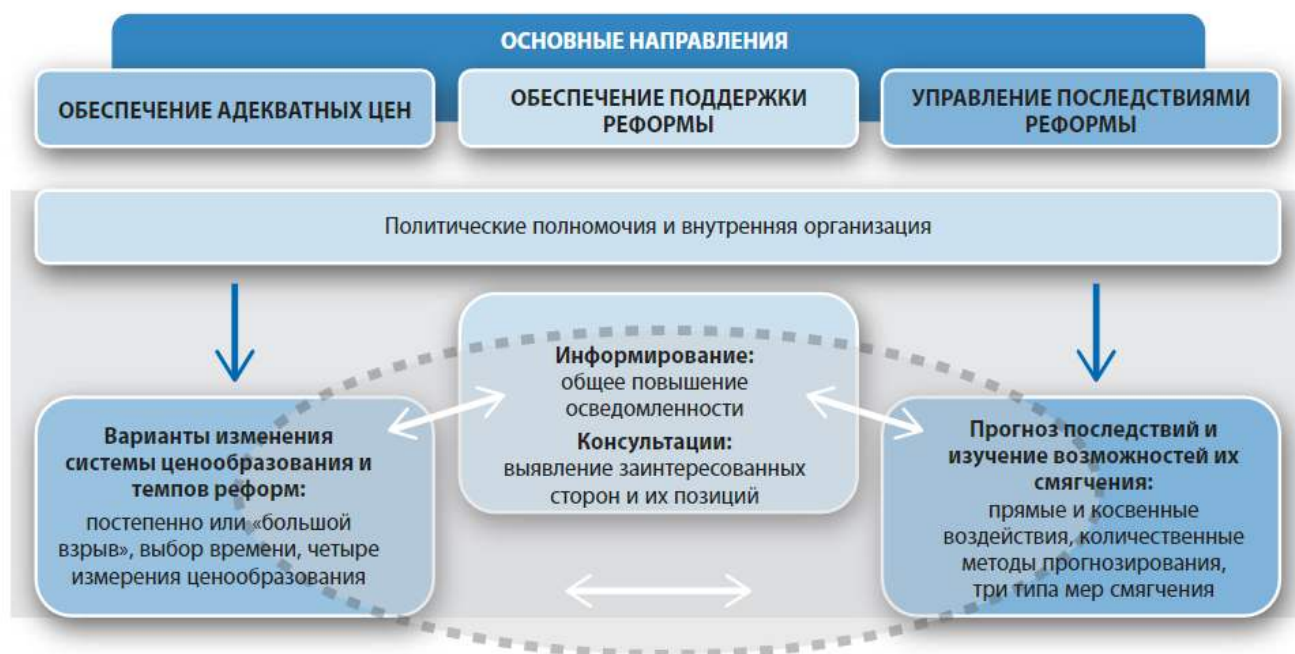 ОСНОВНЫЕ НАПРАВЛЕНИЯ
ОБЕСПЕЧЕНИЕ АДЕКВАТНЫХ ЦЕН
ОБЕСПЕЧЕНИЕ ПОДДЕРЖКИ
РЕФОРМЫ
УПРАВЛЕНИЕ ПОСЛЕДСТВИЯМИ
РЕФОРМЫ
Политические полномочия и внутренняя организация
Варианты изменения
системы ценообразования и
темпов реформ:
постепенно или «большой
взрыв», выбор времени, четыре
измерения ценообразования
Информирование:
общее повышение
осведомленности
Консультации:
выявление заинтересованных
сторон и их позиций
Прогноз последствий и
изучение возможностей их
смягчения:
прямые и косвенные
воздействия, количественные
методы прогнозирования,
три типа мер смягчения